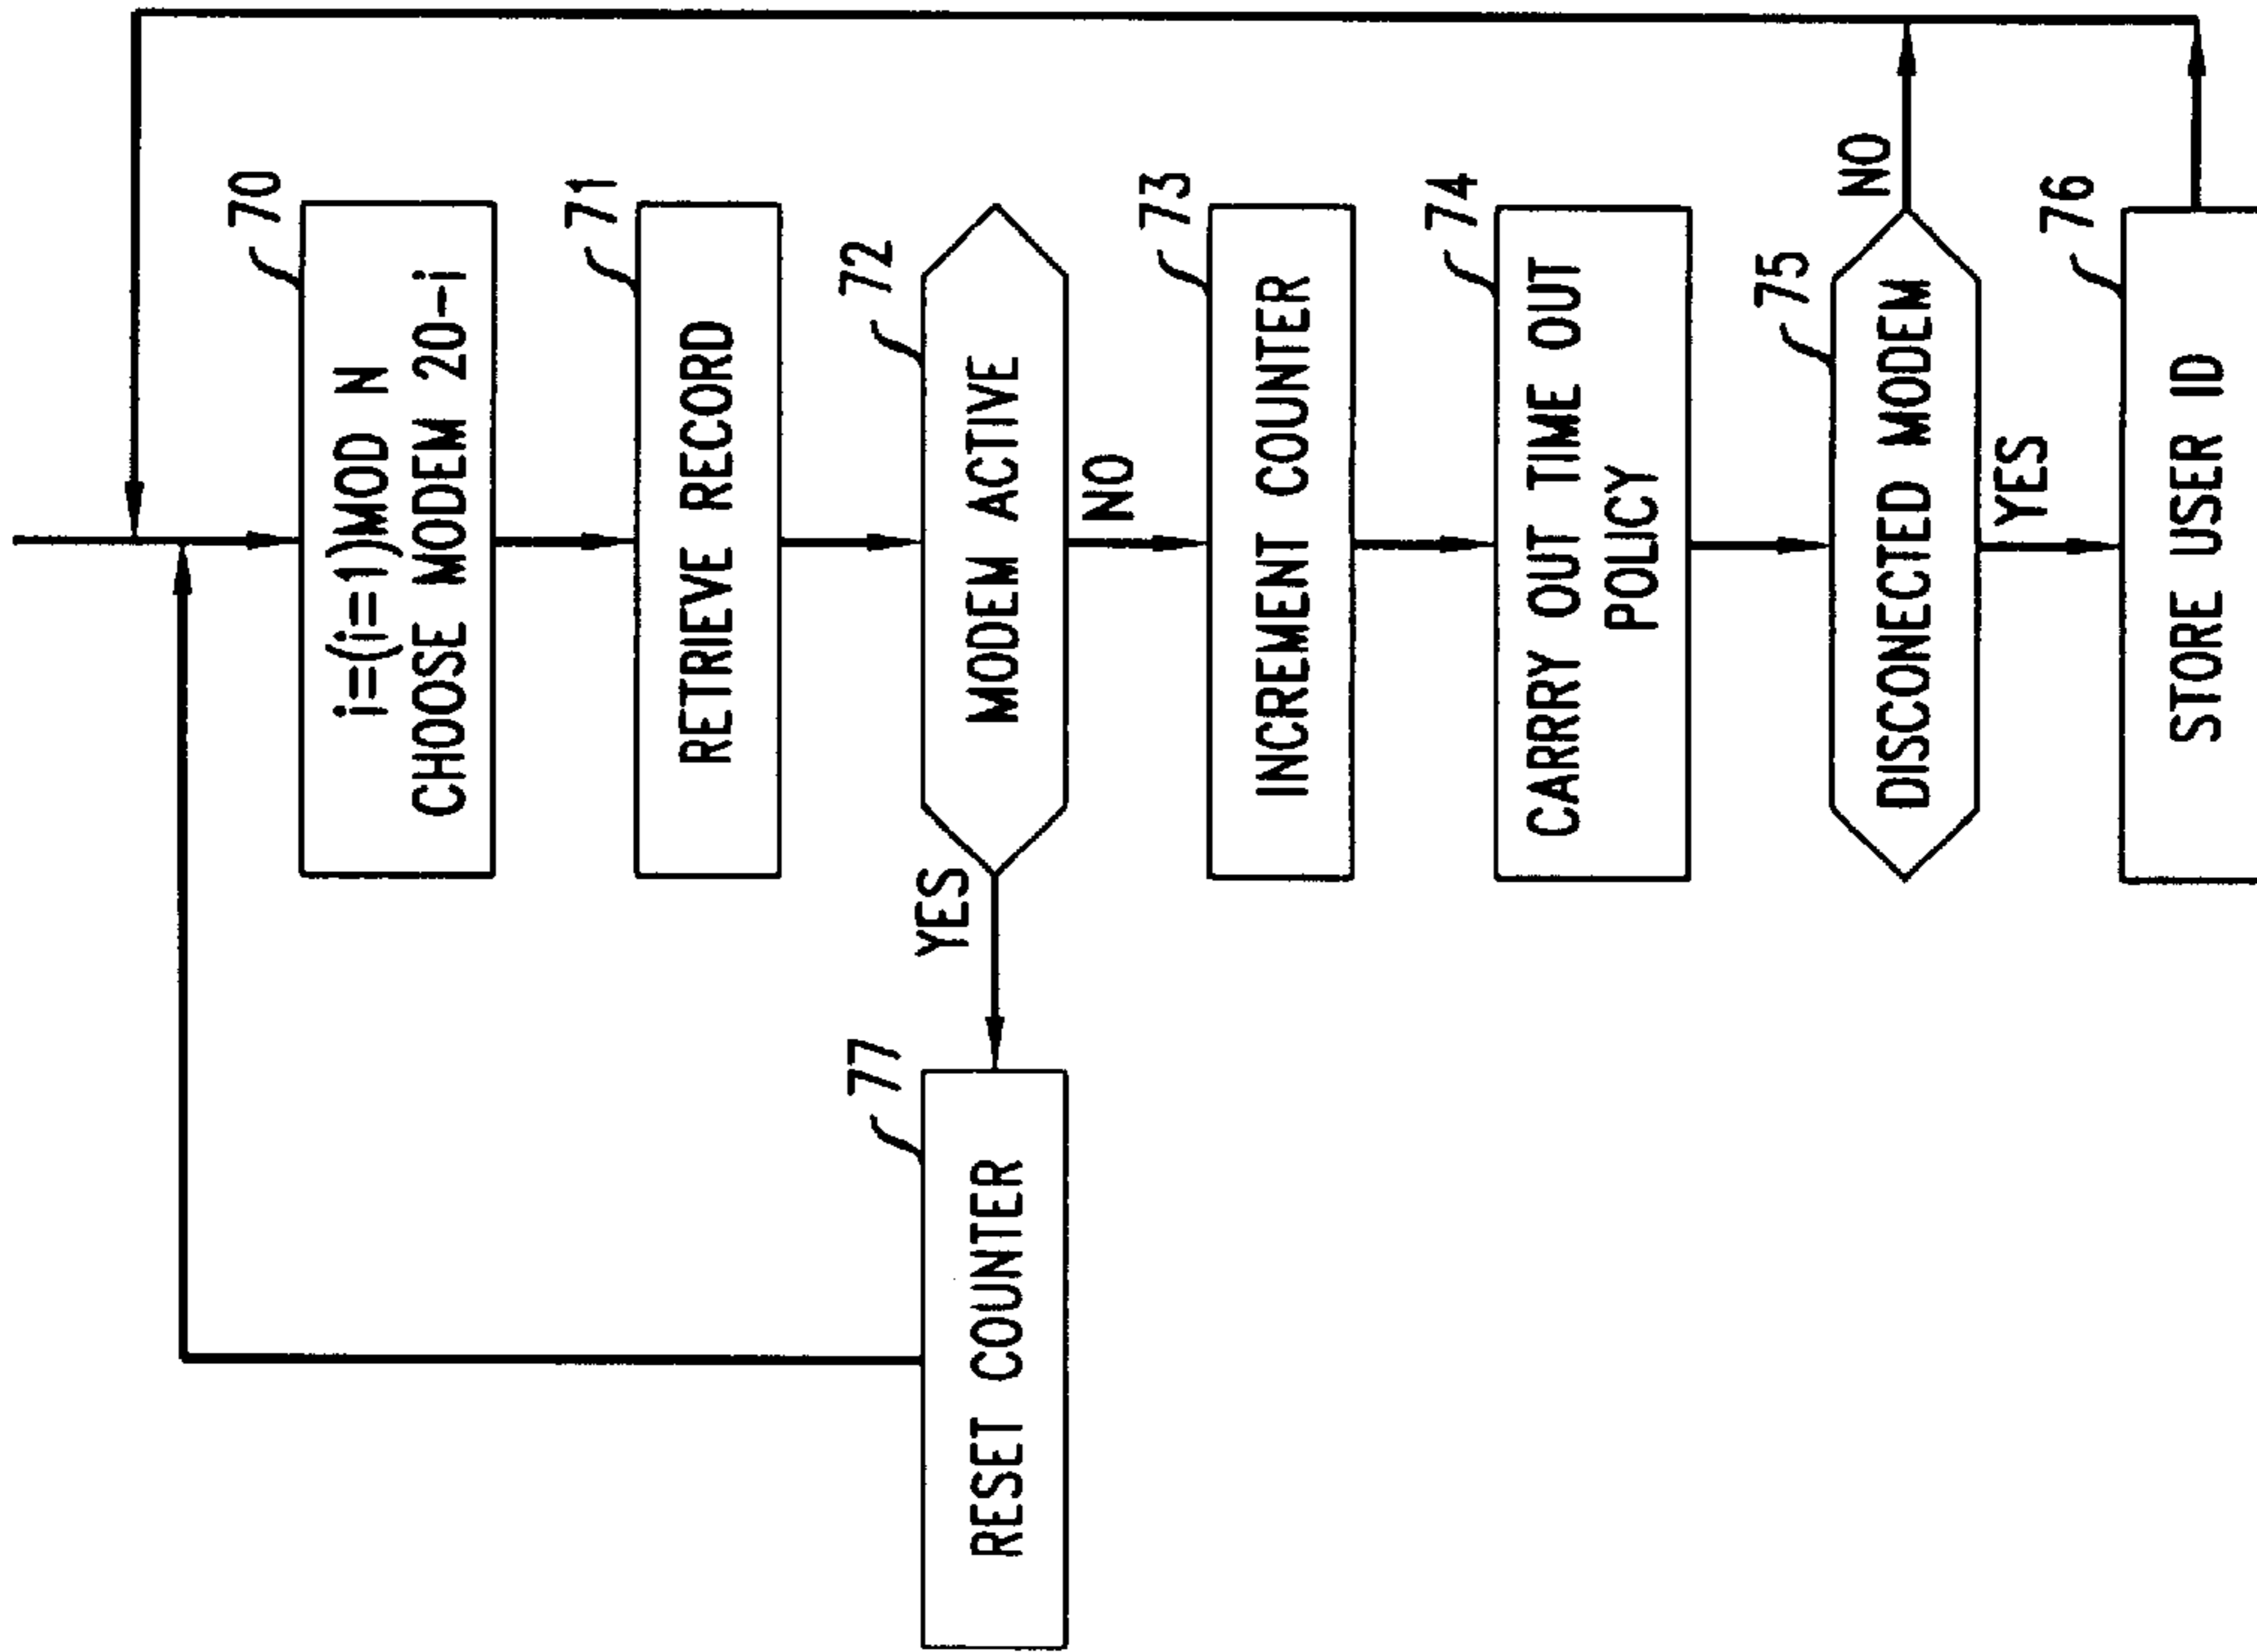 70
i=(i=1)MOD N
CHOOSE MODEM 20-i
71
RETRIEVE RECORD
72
MODEM ACTIVE
YES
NO
77
RESET COUNTER
73
INCREMENT COUNTER
74
CARRY OUT TIME OUT
POLICY
75
DISCONECTED MODEM
NO
YES
76
STORE USER ID